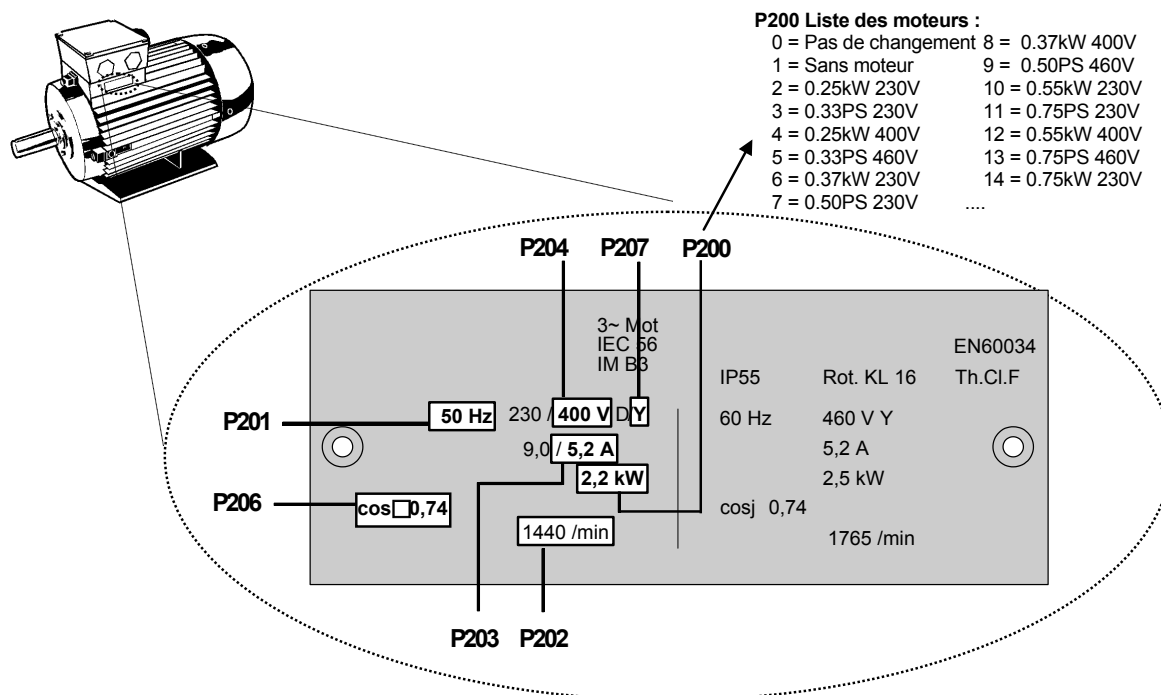 P200 Liste des moteurs :
0 = Pas de changement 8 = 0.37kW 400V
1 = Sans moteur 9 = 0.50PS 460V
2 = 0.25kW 230V 10 = 0.55kW 230V
3 = 0.33PS 230V 11 = 0.75PS 230V
4 = 0.25kW 400V 12 = 0.55kW 400V
5 = 0.33PS 460V 13 = 0.75PS 460V
6 = 0.37kW 230V 14 = 0.75kW 230V
7 = 0.50PS 230V ....
P204 P207 P200
3~ Mot
IEC 56
IM B3
EN60034
IP55 Rot. KL 16 Th.Cl.F
P201 50 Hz 230 / 400 V D/Y 60 Hz 460 V Y
9,0 / 5,2 A 5,2 A
2,2 kW 2,5 kW
P206 cos□0,74 cosj 0,74
1440 /min 1765 /min
P203 P202